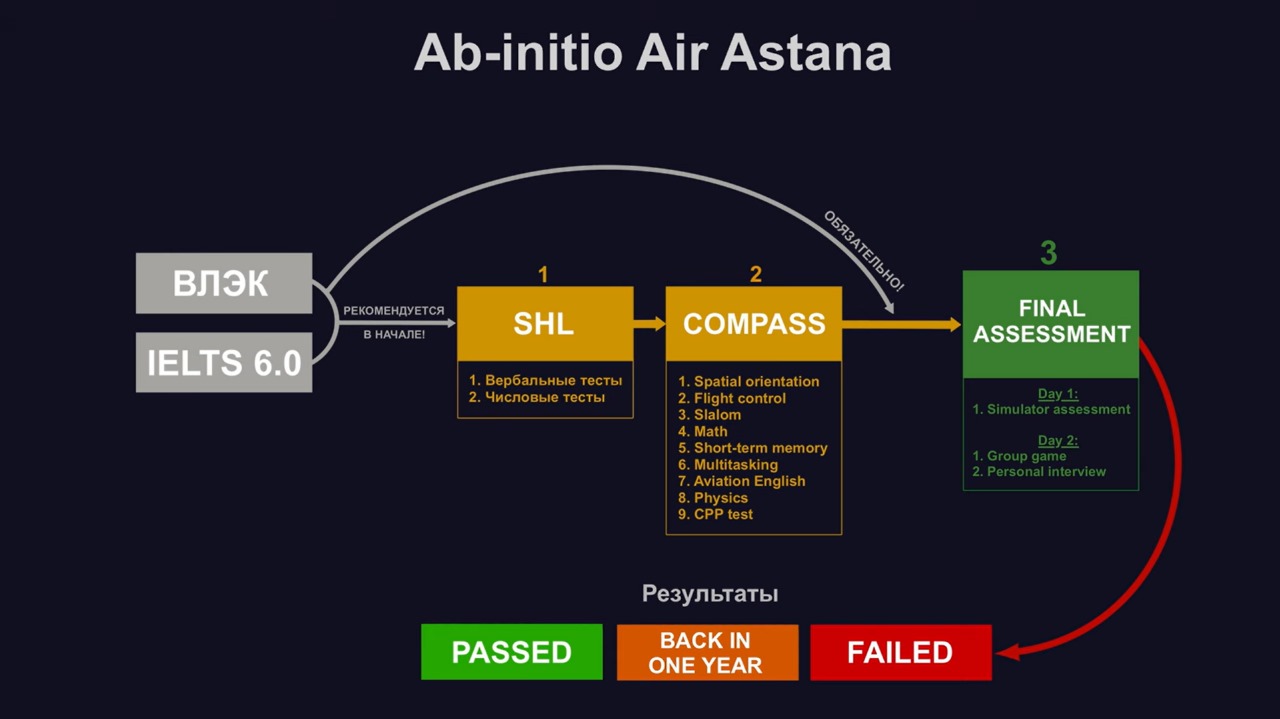 Ab-initio Air Astana
ВЛЭК
IELTS 6.0
РЕКОМЕНДУЕТСЯ
В НАЧАЛЕ!
ОБЯЗАТЕЛЬНО!
1
SHL
1. Вербальные тесты
2. Числовые тесты
2
COMPASS
1. Spatial orientation
2. Flight control
3. Slalom
4. Math
5. Short-term memory
6. Multitasking
7. Aviation English
8. Physics
9. CPP test
3
FINAL
ASSESSMENT
Day 1:
1. Simulator assessment
Day 2:
1. Group game
2. Personal interview
Результаты
PASSED
BACK IN
ONE YEAR
FAILED